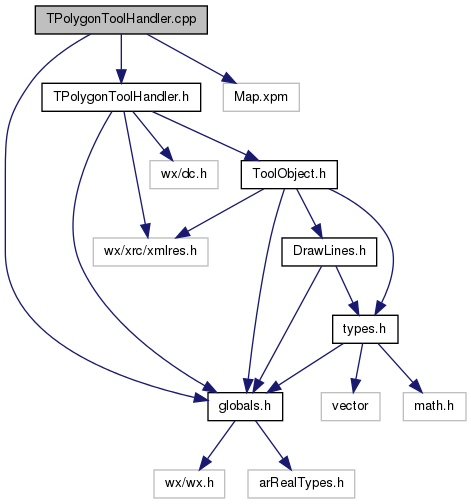 TPolygonToolHandler.cpp
TPolygonToolHandler.h
Map.xpm
wx/dc.h
ToolObject.h
wx/xrc/xmlres.h
DrawLines.h
types.h
globals.h
vector
math.h
wx/wx.h
arRealTypes.h